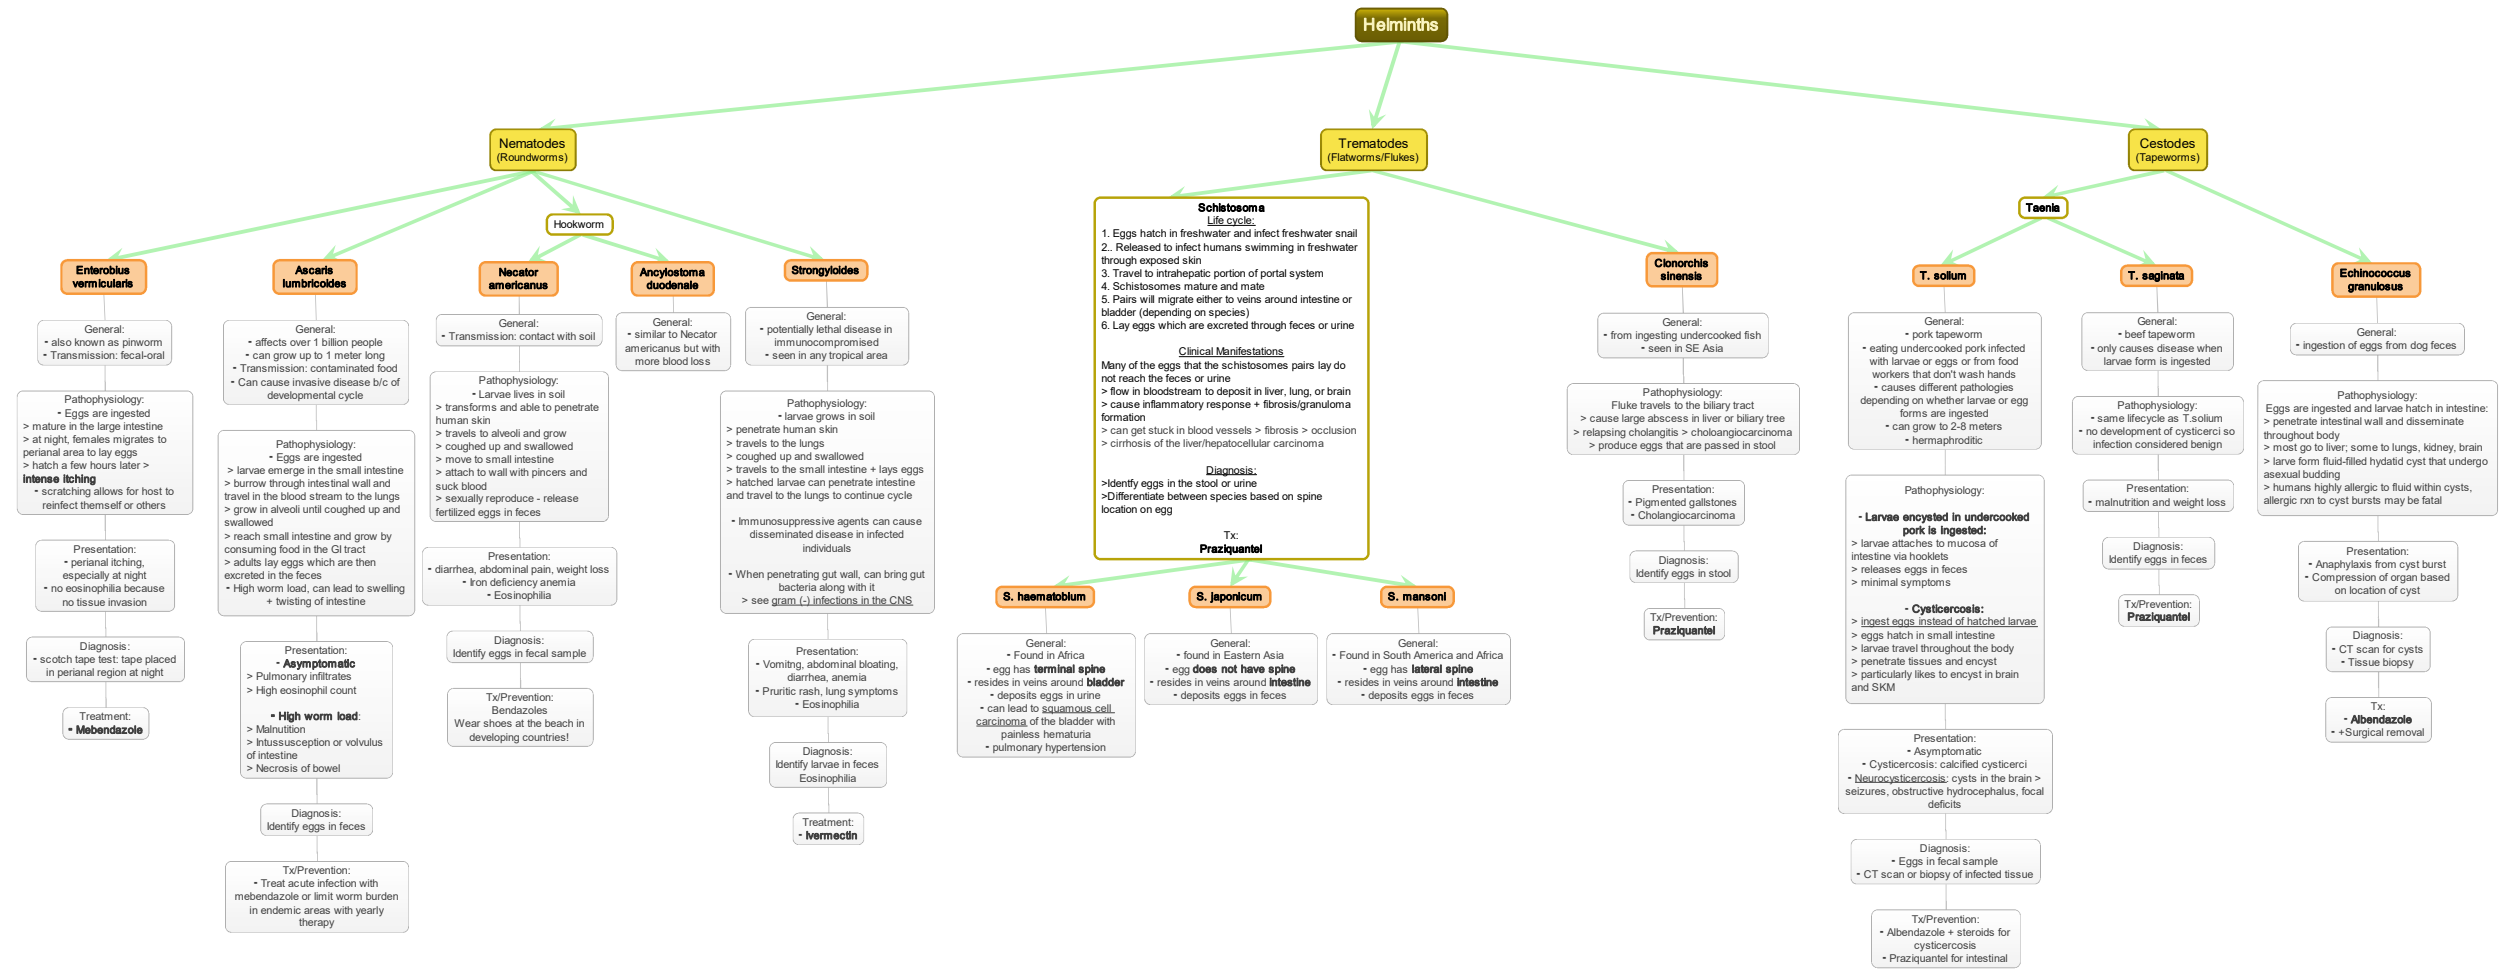 Helminths
Nematodes
(Roundworms)
Trematodes
(Flatworms/Flukes)
Cestodes
(Tapeworms)
Hookworm
Enterobius
vermicularis
General:
- also known as pinworm
- Transmission: fecal-oral
Pathophysiology:
- Eggs are ingested
> mature in the large intestine
> at night, females migrates to
perianal area to lay eggs
> hatch a few hours later >
intense itching
- scratching allows for host to
reinfect themself or others
Presentation:
- perianal itching,
especially at night
- no eosinophilia because
no tissue invasion
Diagnosis:
- scotch tape test: tape placed
in perianal region at night
Treatment:
- Mebendazole
Ascaris
lumbricoides
General:
- affects over 1 billion people
- can grow up to 1 meter long
- Transmission: contaminated food
- Can cause invasive disease b/c of
developmental cycle
Pathophysiology:
- Eggs are ingested
> larvae emerge in the small intestine
> burrow through intestinal wall and
travel in the blood stream to the lungs
> grow in alveoli until coughed up and
swallowed
> reach small intestine and grow by
consuming food in the GI tract
> adults lay eggs which are then
excreted in the feces
- High worm load, can lead to swelling
+ twisting of intestine
Presentation:
- Asymptomatic
> Pulmonary infiltrates
> High eosinophil count
- High worm load:
> Malnutition
> Intussusception or volvulus
of intestine
> Necrosis of bowel
Diagnosis:
Identify eggs in feces
Tx/Prevention:
- Treat acute infection with
mebendazole or limit worm burden
in endemic areas with yearly
therapy
Necator
americanus
General:
- Transmission: contact with soil
Pathophysiology:
- Larvae lives in soil
> transforms and able to penetrate
human skin
> travels to alveoli and grow
> coughed up and swallowed
> move to small intestine
> attach to wall with pincers and
suck blood
> sexually reproduce - release
fertilized eggs in feces
Presentation:
- diarrhea, abdominal pain, weight loss
- Iron deficiency anemia
- Eosinophilia
Diagnosis:
Identify eggs in fecal sample
Tx/Prevention:
Bendazoles
Wear shoes at the beach in
developing countries!
Ancylostoma
duodenale
General:
- similar to Necator
americanus but with
more blood loss
Strongyloides
General:
- potentially lethal disease in
immunocompromised
- seen in any tropical area
Pathophysiology:
- larvae grows in soil
> penetrate human skin
> travels to the lungs
> coughed up and swallowed
> travels to the small intestine + lays eggs
> hatched larvae can penetrate intestine
and travel to the lungs to continue cycle
- Immunosuppressive agents can cause
disseminated disease in infected
individuals
- When penetrating gut wall, can bring gut
bacteria along with it
> see gram (-) infections in the CNS
Presentation:
- Vomitng, abdominal bloating,
diarrhea, anemia
- Pruritic rash, lung symptoms
- Eosinophilia
Diagnosis:
Identify larvae in feces
Eosinophilia
Treatment:
- Ivermectin
Schistosoma
Life cycle:
1. Eggs hatch in freshwater and infect freshwater snail
2.. Released to infect humans swimming in freshwater
through exposed skin
3. Travel to intrahepatic portion of portal system
4. Schistosomes mature and mate
5. Pairs will migrate either to veins around intestine or
bladder (depending on species)
6. Lay eggs which are excreted through feces or urine
Clinical Manifestations
Many of the eggs that the schistosomes pairs lay do
not reach the feces or urine
> flow in bloodstream to deposit in liver, lung, or brain
> cause inflammatory response + fibrosis/granuloma
formation
> can get stuck in blood vessels > fibrosis > occlusion
> cirrhosis of the liver/hepatocellular carcinoma
Diagnosis:
>Identfy eggs in the stool or urine
>Differentiate between species based on spine
location on egg
Tx:
Praziquantel
S. haematobium
General:
- Found in Africa
- egg has terminal spine
- resides in veins around bladder
- deposits eggs in urine
- can lead to squamous cell
carcinoma of the bladder with
painless hematuria
- pulmonary hypertension
S. japonicum
General:
- found in Eastern Asia
- egg does not have spine
- resides in veins around intestine
- deposits eggs in feces
S. mansoni
General:
- Found in South America and Africa
- egg has lateral spine
- resides in veins around intestine
- deposits eggs in feces
Clonorchis
sinensis
General:
- from ingesting undercooked fish
- seen in SE Asia
Pathophysiology:
Fluke travels to the biliary tract
> cause large abscess in liver or biliary tree
> relapsing cholangitis > choloangiocarcinoma
> produce eggs that are passed in stool
Presentation:
- Pigmented gallstones
- Cholangiocarcinoma
Diagnosis:
Identify eggs in stool
Tx/Prevention:
Praziquantel
Taenia
T. solium
General:
- pork tapeworm
- eating undercooked pork infected
with larvae or eggs or from food
workers that don't wash hands
- causes different pathologies
depending on whether larvae or egg
forms are ingested
- can grow to 2-8 meters
- hermaphroditic
Pathophysiology:
- Larvae encysted in undercooked
pork is ingested:
> larvae attaches to mucosa of
intestine via hooklets
> releases eggs in feces
> minimal symptoms
- Cysticercosis:
> ingest eggs instead of hatched larvae
> eggs hatch in small intestine
> larvae travel throughout the body
> penetrate tissues and encyst
> particularly likes to encyst in brain
and SKM
Presentation:
- Asymptomatic
- Cysticercosis: calcified cysticerci
- Neurocysticercosis: cysts in the brain >
seizures, obstructive hydrocephalus, focal
deficits
Diagnosis:
- Eggs in fecal sample
- CT scan or biopsy of infected tissue
Tx/Prevention:
- Albendazole + steroids for
cysticercosis
- Praziquantel for intestinal
T. saginata
General:
- beef tapeworm
- only causes disease when
larvae form is ingested
Pathophysiology:
- same lifecycle as T.solium
- no development of cysticerci so
infection considered benign
Presentation:
- malnutrition and weight loss
Diagnosis:
Identify eggs in feces
Tx/Prevention:
Praziquantel
Echinococcus
granulosus
General:
- ingestion of eggs from dog feces
Pathophysiology:
Eggs are ingested and larvae hatch in intestine:
> penetrate intestinal wall and disseminate
throughout body
> most go to liver; some to lungs, kidney, brain
> larve form fluid-filled hydatid cyst that undergo
asexual budding
> humans highly allergic to fluid within cysts,
allergic rxn to cyst bursts may be fatal
Presentation:
- Anaphylaxis from cyst burst
- Compression of organ based
on location of cyst
Diagnosis:
- CT scan for cysts
- Tissue biopsy
Tx:
- Albendazole
- +Surgical removal